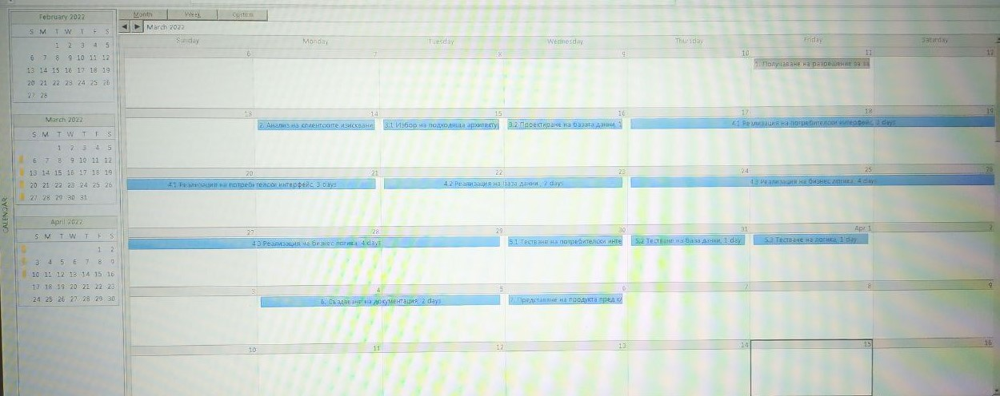 Month Week Custom
March 2022
Sunday Monday Tuesday Wednesday Thursday Friday Saturday
6 7 8 9 10 11 12
1. Получаване на разрешение за
13 14 15 16 17 18 19
2. Анализ на клиентските изисквани 3.1 Избор на подходяща архитектур 3.2 Проектиране на базата данни, 1 4.1 Реализация на потребителски интерфейс, 3 days
20 21 22 23 24 25 26
4.1 Реализация на потребителски интерфейс, 3 days 4.2 Реализация на база данни , 2 days 4.3 Реализация на бизнес логика, 4 days
27 28 29 30 31 Apr 1 2
4.3 Реализация на бизнес логика, 4 days 5.1 Тестване на потребителски инте 5.2 Тестване на база данни, 1 day 5.3 Тестване на логика, 1 day
3 4 5 6 7 8 9
6. Създаване на документация, 2 days 7. Представяне на продукта пред к
10 11 12 13 14 15 16
CALENDAR
February 2022
S M T W T F S
1 2 3 4 5
6 7 8 9 10 11 12
13 14 15 16 17 18 19
20 21 22 23 24 25 26
27 28
March 2022
S M T W T F S
1 2 3 4 5
6 7 8 9 10 11 12
13 14 15 16 17 18 19
20 21 22 23 24 25 26
27 28 29 30 31
April 2022
S M T W T F S
1 2
3 4 5 6 7 8 9
10 11 12 13 14 15 16
17 18 19 20 21 22 23
24 25 26 27 28 29 30